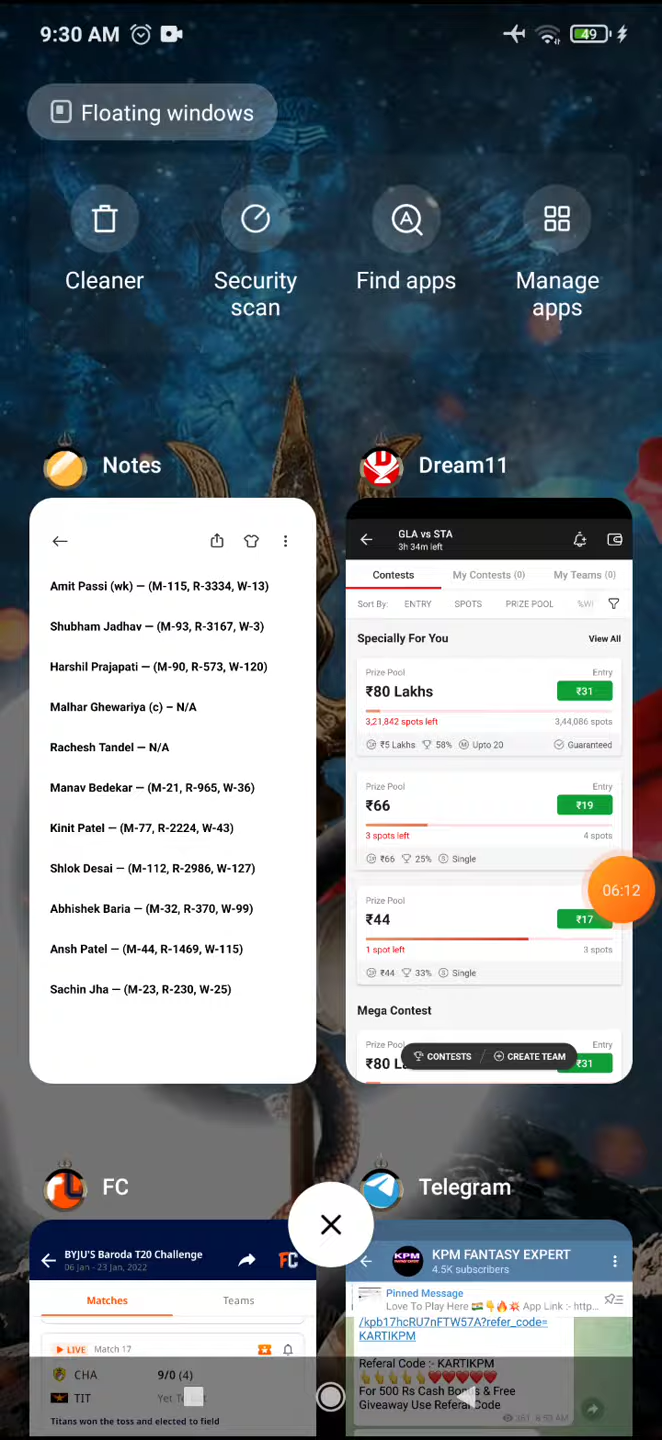 9:30 AM
49
Floating windows
Cleaner
Security scan
Find apps
Manage apps
Notes
Amit Passi (wk) – (M-115, R-3334, W-13)
Shubham Jadhav – (M-93, R-3167, W-3)
Harshil Prajapati – (M-90, R-573, W-120)
Malhar Ghewariya (c) – N/A
Rachesh Tandel – N/A
Manav Bedekar – (M-21, R-965, W-36)
Kinit Patel – (M-77, R-2224, W-43)
Shlok Desai – (M-112, R-2986, W-127)
Abhishek Baria – (M-32, R-370, W-99)
Ansh Patel – (M-44, R-1469, W-115)
Sachin Jha – (M-23, R-230, W-25)
Dream11
GLA vs STA
3h 34m left
Contests My Contests (0) My Teams (0)
Sort By: ENTRY SPOTS PRIZE POOL
Specially For You View All
Prize Pool Entry
₹80 Lakhs ₹31
3,21,842 spots left 3,44,086 spots
₹5 Lakhs 58% M Upto 20 Guaranteed
Prize Pool Entry
₹66 ₹19
3 spots left 4 spots
₹66 25% S Single
Prize Pool
₹44 ₹17
1 spot left 3 spots
₹44 33% S Single
06:12
Mega Contest
Prize Pool Entry
₹80 ₹31
CONTESTS / CREATE TEAM
FC
BYJU'S Baroda T20 Challenge
06 Jan - 23 Jan, 2022
FC
Matches Teams
LIVE Match 17
CHA 9/0 (4)
TIT
Titans won the toss and elected to field
Telegram
KPM
KPM FANTASY EXPERT
4.5K subscribers
Pinned Message
Love To Play Here 🇮🇳👇🔥💥 App Link :- http...
/kpb17hcRU7nFTW57A?refer_code=
KARTIKPM
Referal Code :- KARTIKPM
For 500 Rs Cash Bonus & Free
Giveaway Use Referal Code